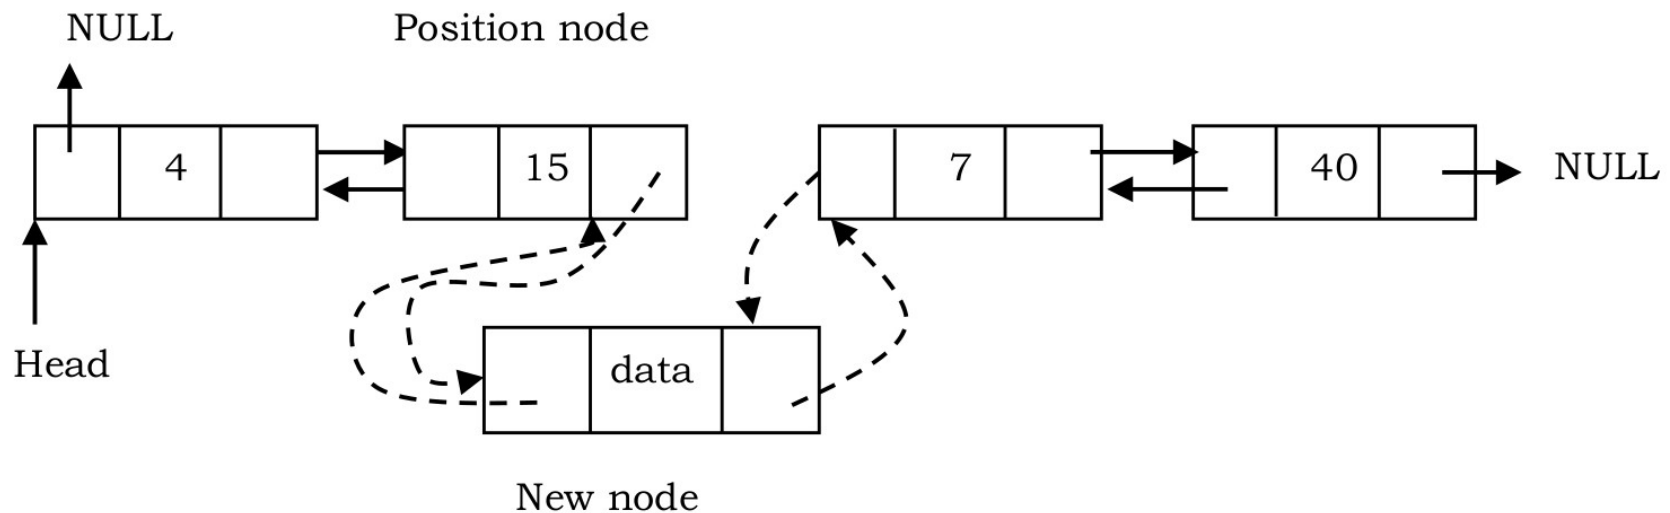 NULL
Position node
4
15
7
40
NULL
Head
data
New node